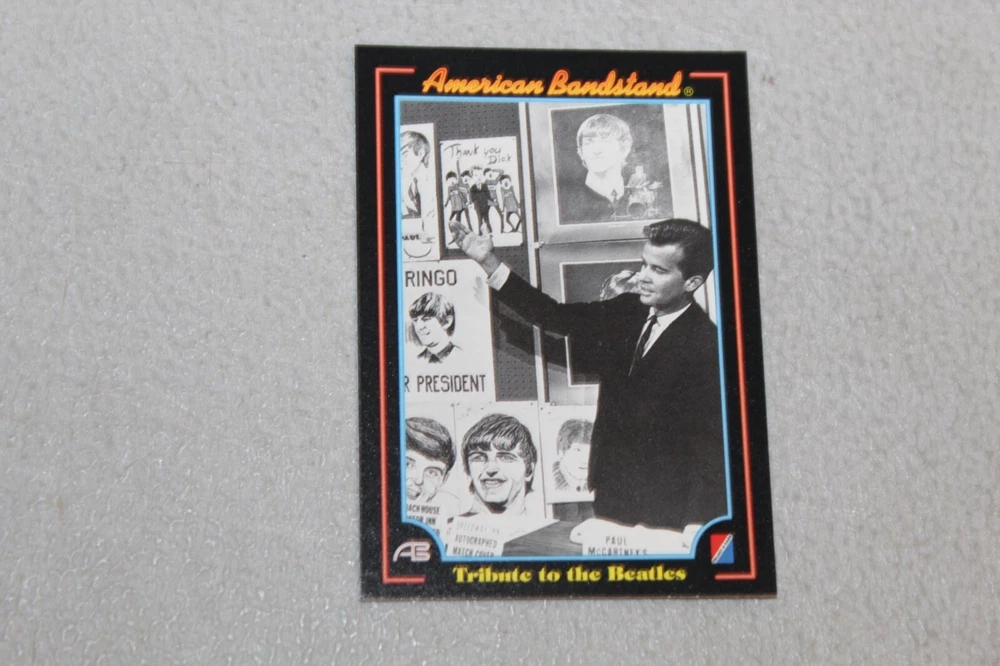 American Bandstand®
Thank you
Dick
RINGO
R PRESIDENT
AUTOGRAPHED
MATCH COVER
PAUL
McCARTNEY'S
AB
Tribute to the Beatles